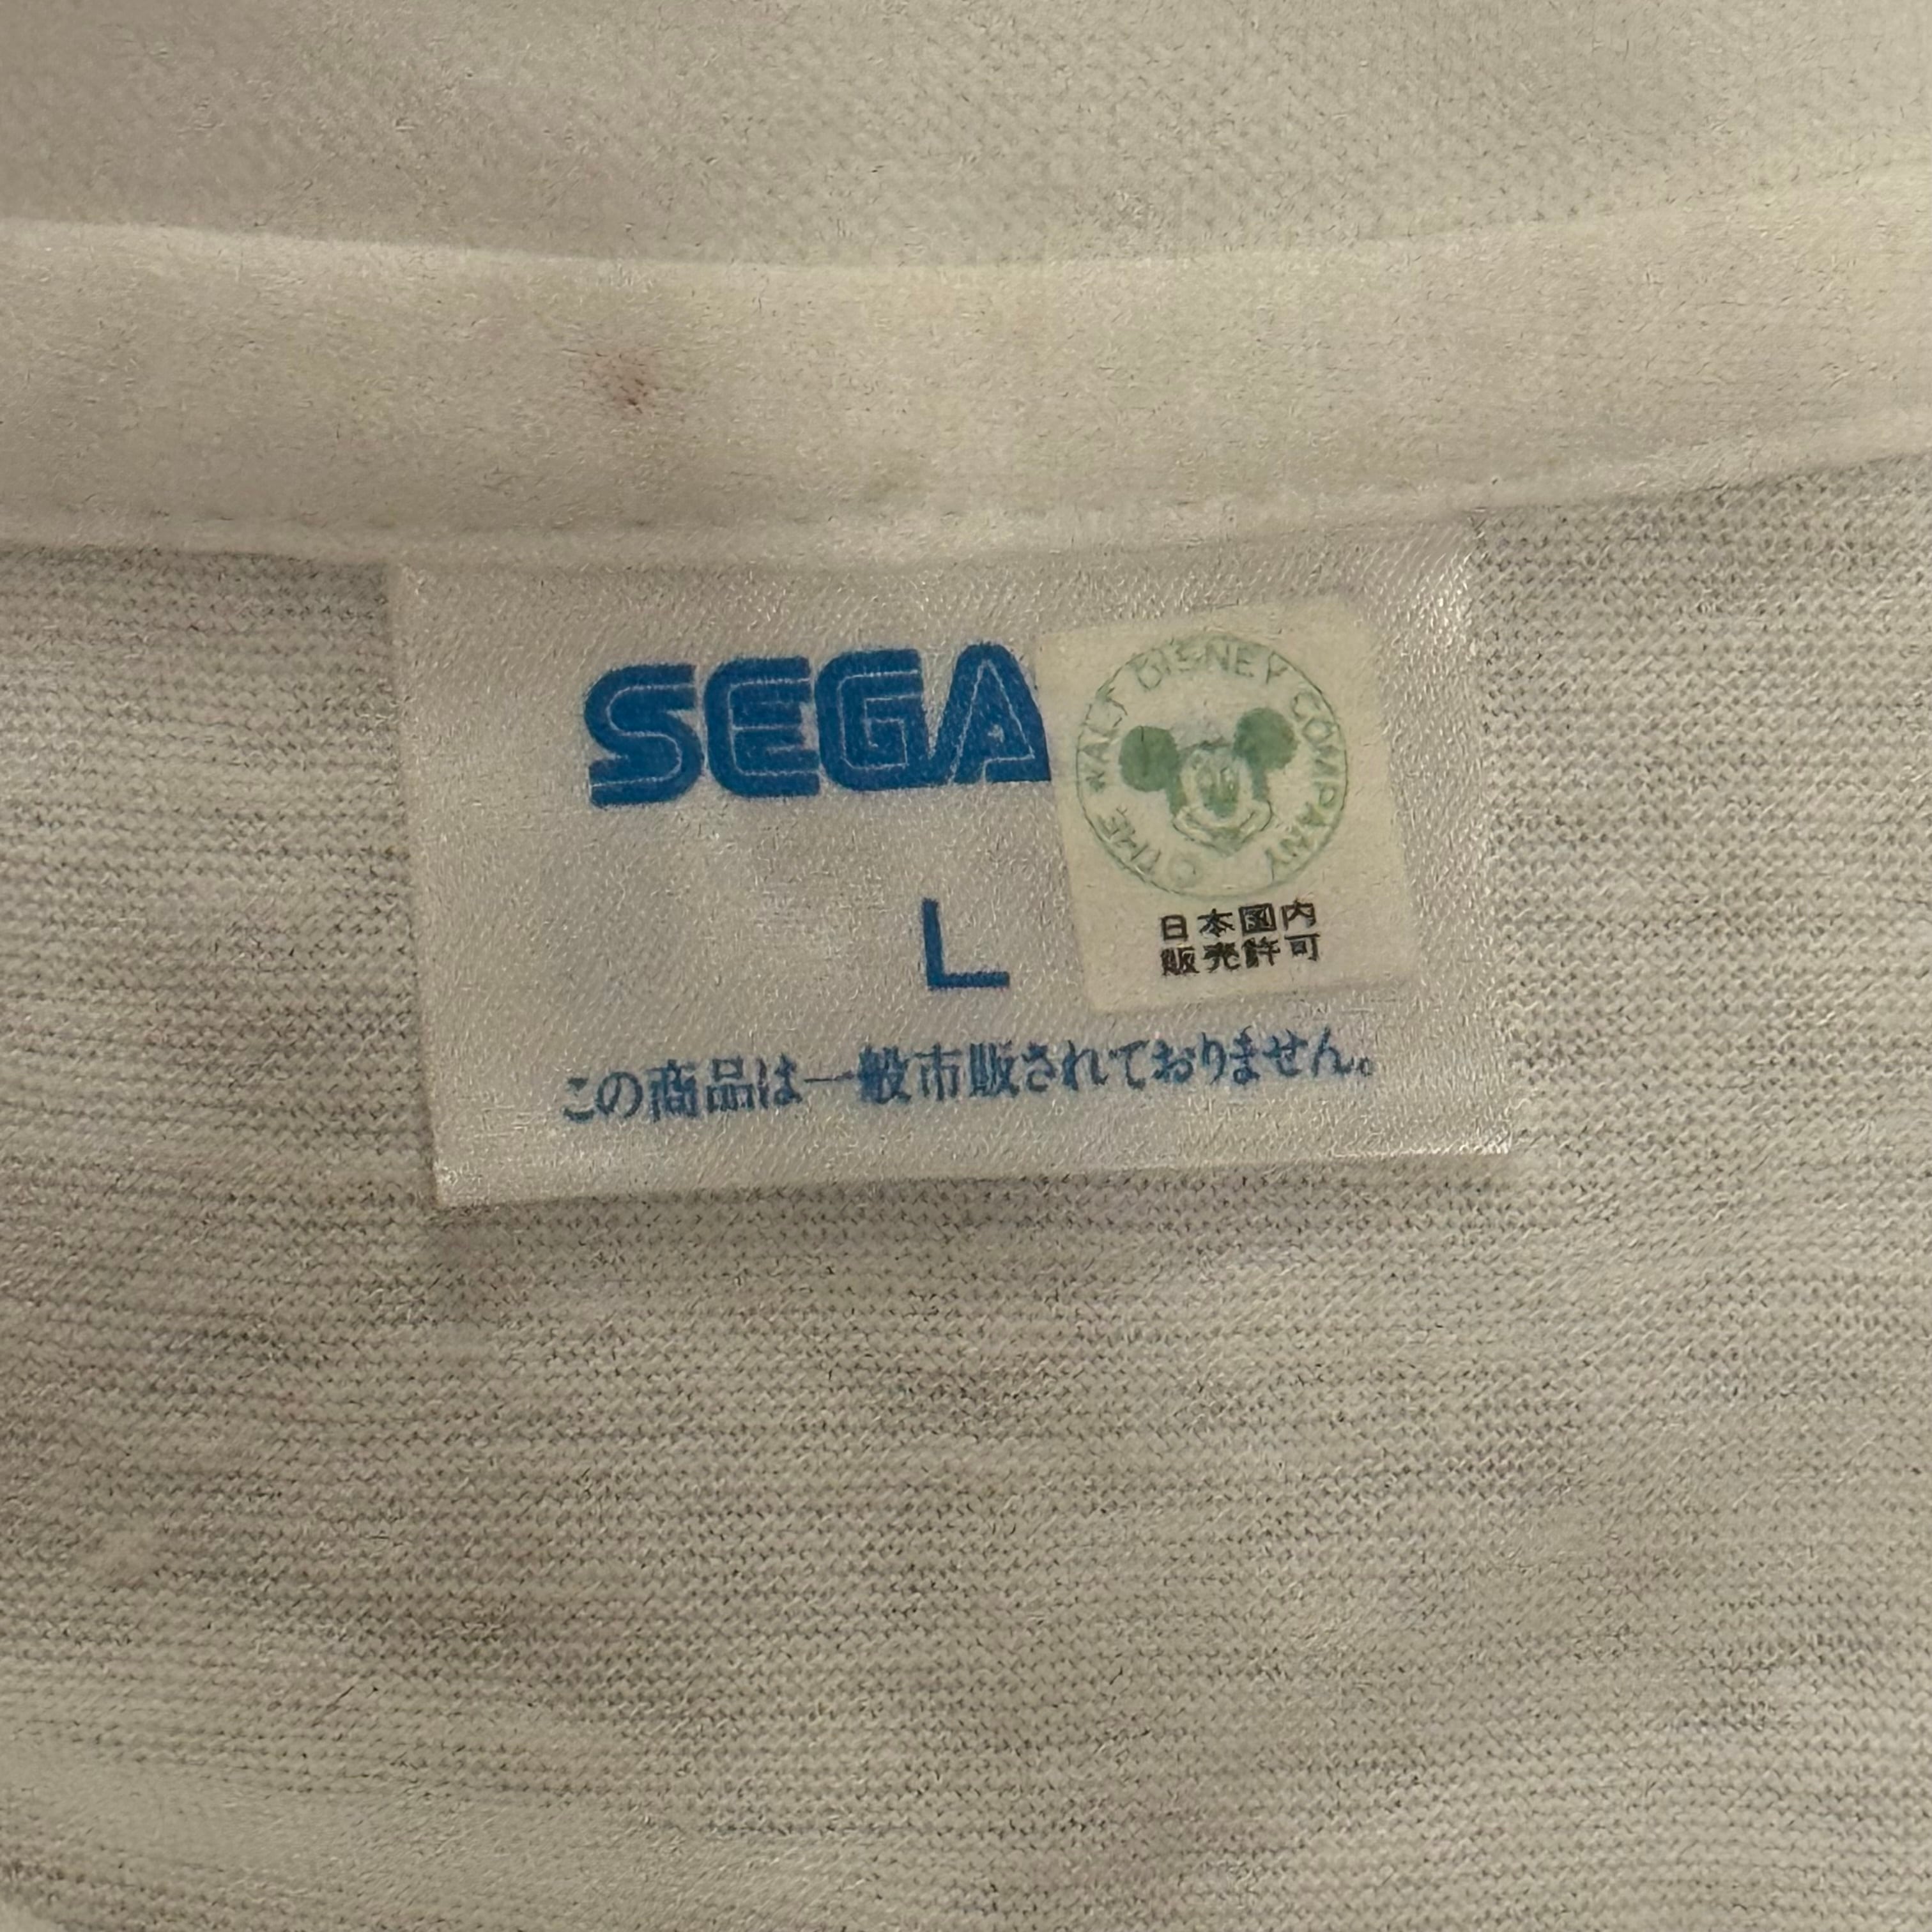 SEGA
THE WALT DISNEY COMPANY ©
日本国内
販売許可
L
この商品は一般市販されておりません。